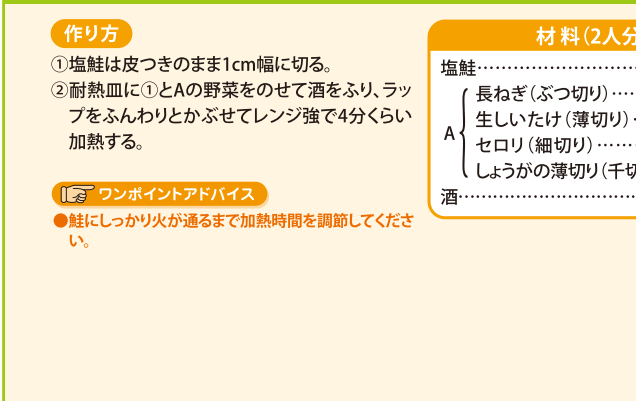 作り方
①塩鮭は皮つきのまま1cm幅に切る。
②耐熱皿に①とAの野菜をのせて酒をふり、ラッ
プをふんわりとかぶせてレンジ強で4分くらい
加熱する。
ワンポイントアドバイス
●鮭にしっかり火が通るまで加熱時間を調節してくださ
い。
材料（2人分
塩鮭……………………
A
長ねぎ（ぶつ切り）……
生しいたけ（薄切り）…
セロリ（細切り）………
しょうがの薄切り（千切
酒………………………